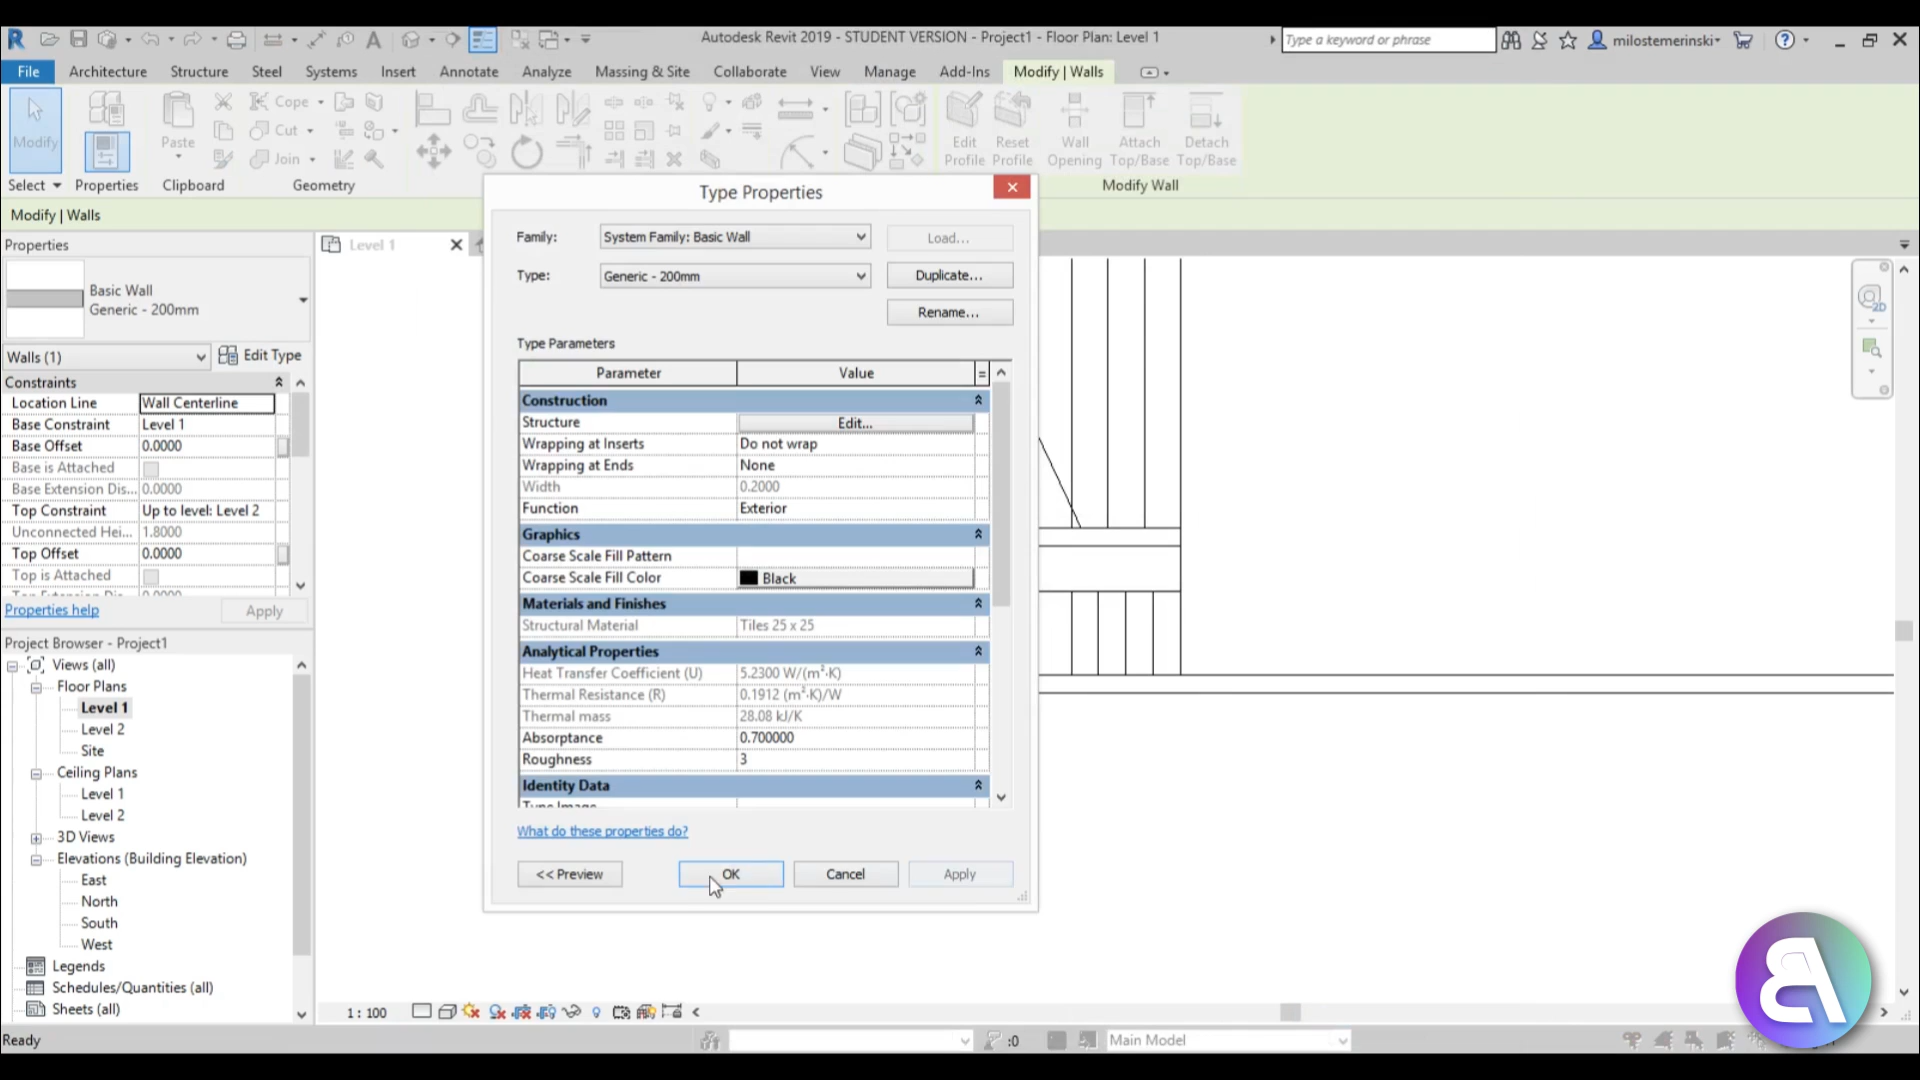 Autodesk Revit 2019 - STUDENT VERSION - Project1 - Floor Plan: Level 1
Type a keyword or phrase
milostemerinski
File Architecture Structure Steel Systems Insert Annotate Analyze Massing & Site Collaborate View Manage Add-Ins Modify | Walls
Modify
Paste
Cope
Cut
Join
Edit Profile
Reset Profile
Wall Opening
Attach Top/Base
Detach Top/Base
Select Properties Clipboard Geometry Modify Wall
Modify | Walls
Properties
Basic Wall
Generic - 200mm
Walls (1) Edit Type
Constraints
Location Line Wall Centerline
Base Constraint Level 1
Base Offset 0.0000
Base is Attached
Base Extension Dis... 0.0000
Top Constraint Up to level: Level 2
Unconnected Hei... 1.8000
Top Offset 0.0000
Top is Attached
Properties help Apply
Project Browser - Project1
Views (all)
Floor Plans
Level 1
Level 2
Site
Ceiling Plans
Level 1
Level 2
3D Views
Elevations (Building Elevation)
East
North
South
West
Legends
Schedules/Quantities (all)
Sheets (all)
Level 1
Type Properties
Family: System Family: Basic Wall Load...
Type: Generic - 200mm Duplicate...
Rename...
Type Parameters
Parameter Value =
Construction
Structure Edit...
Wrapping at Inserts Do not wrap
Wrapping at Ends None
Width 0.2000
Function Exterior
Graphics
Coarse Scale Fill Pattern
Coarse Scale Fill Color Black
Materials and Finishes
Structural Material Tiles 25 x 25
Analytical Properties
Heat Transfer Coefficient (U) 5.2300 W/(m²·K)
Thermal Resistance (R) 0.1912 (m²·K)/W
Thermal mass 28.08 kJ/K
Absorptance 0.700000
Roughness 3
Identity Data
What do these properties do?
<< Preview OK Cancel Apply
2D
1 : 100
Ready
:0
Main Model